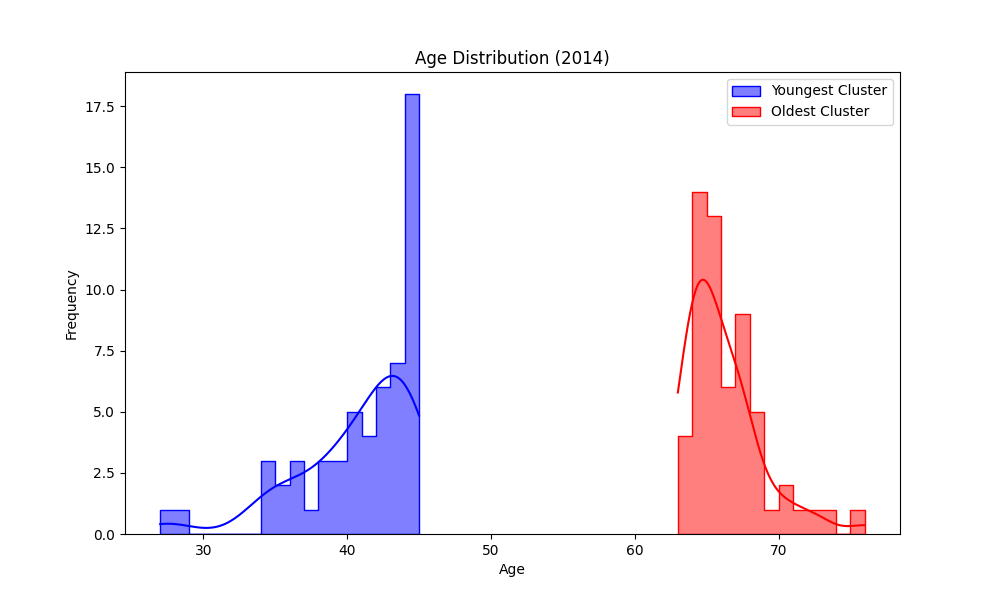 Age Distribution (2014)
Youngest Cluster
Oldest Cluster
17.5
15.0
12.5
10.0
7.5
5.0
2.5
0.0
Frequency
30 40 50 60 70
Age